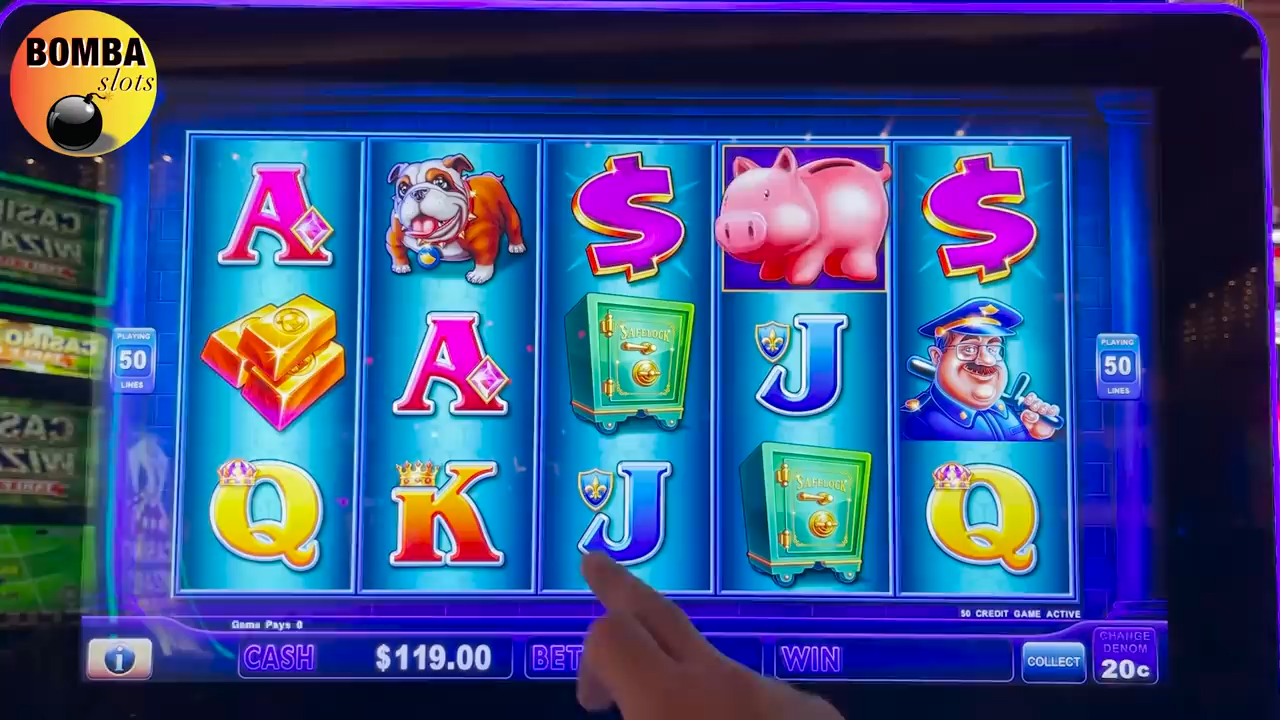 BOMBA
slots
A
$
$
SAFELOCK
A
J
PLAYING
50
LINES
PLAYING
50
LINES
Q
K
J
SAFELOCK
Q
50 CREDIT GAME ACTIVE
Game Pays 0
CASH $119.00 BET WIN COLLECT
CHANGE
DENOM
20¢